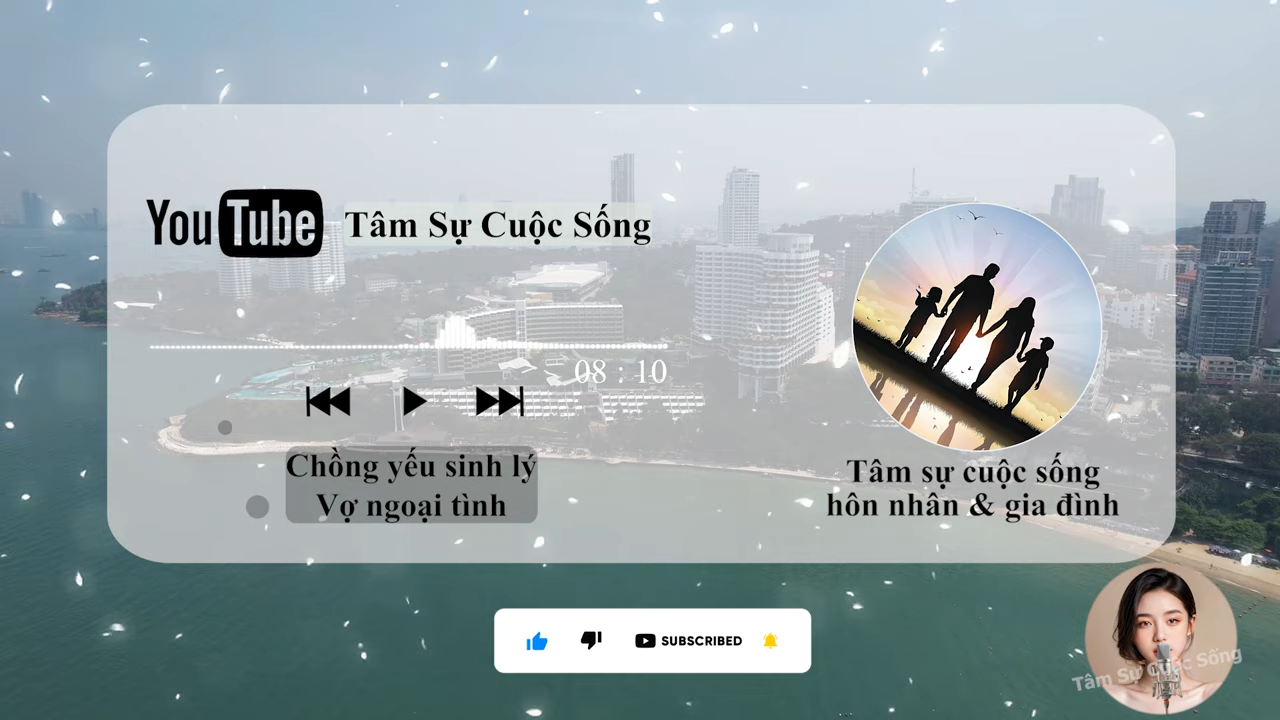 YouTube
Tâm Sự Cuộc Sống
08 : 10
Chồng yếu sinh lý
Vợ ngoại tình
Tâm sự cuộc sống
hôn nhân & gia đình
SUBSCRIBED
Tâm Sự Cuộc Sống